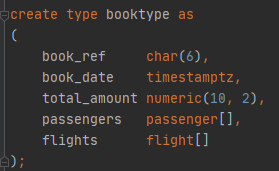 create type booktype as
(
    book_ref     char(6),
    book_date    timestamptz,
    total_amount numeric(10, 2),
    passengers   passenger[],
    flights      flight[]
);